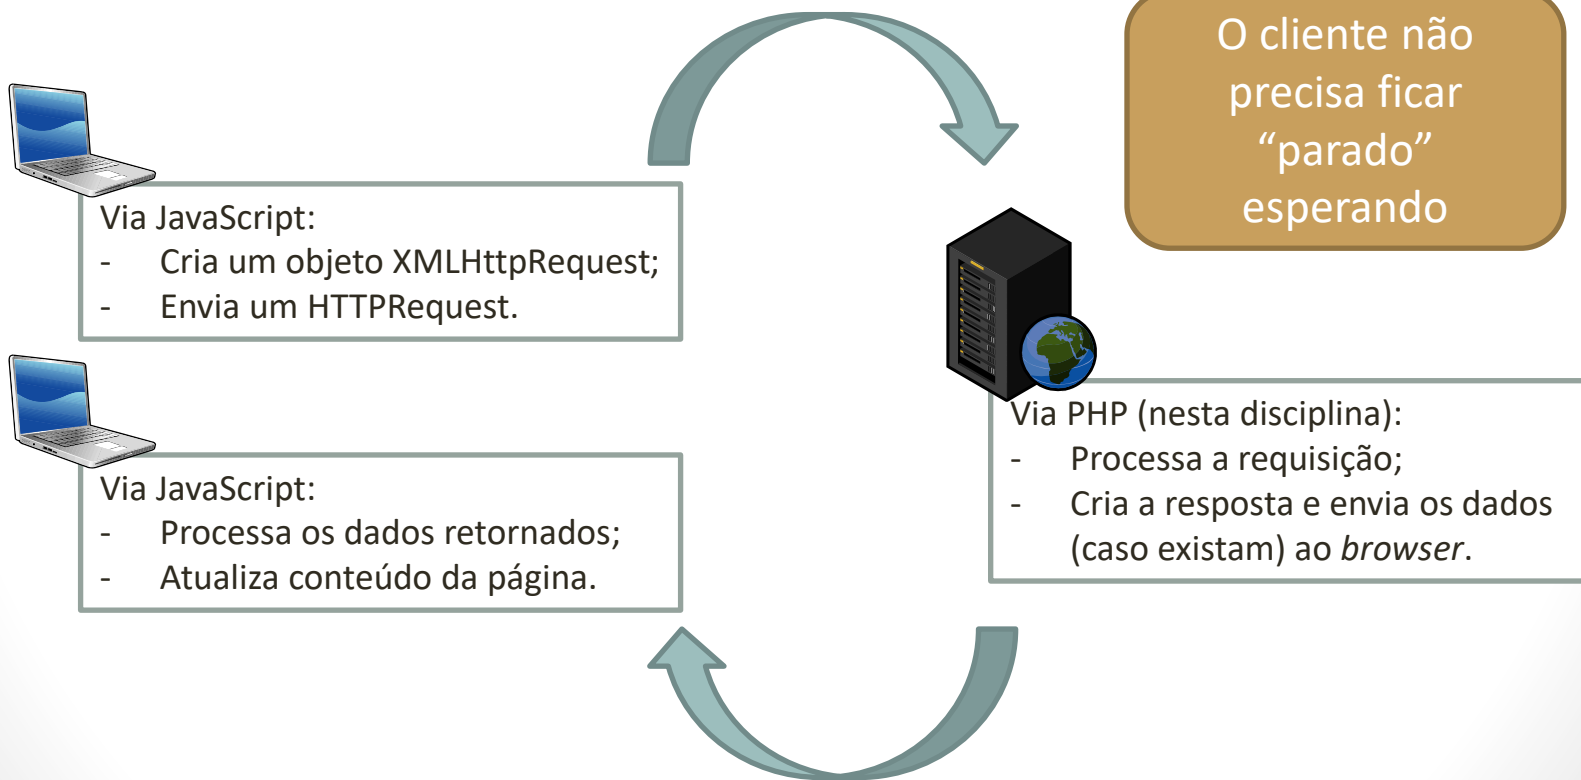 O cliente não
precisa ficar
“parado”
esperando
Via JavaScript:
- Cria um objeto XMLHttpRequest;
- Envia um HTTPRequest.
Via PHP (nesta disciplina):
- Processa a requisição;
- Cria a resposta e envia os dados
(caso existam) ao browser.
Via JavaScript:
- Processa os dados retornados;
- Atualiza conteúdo da página.